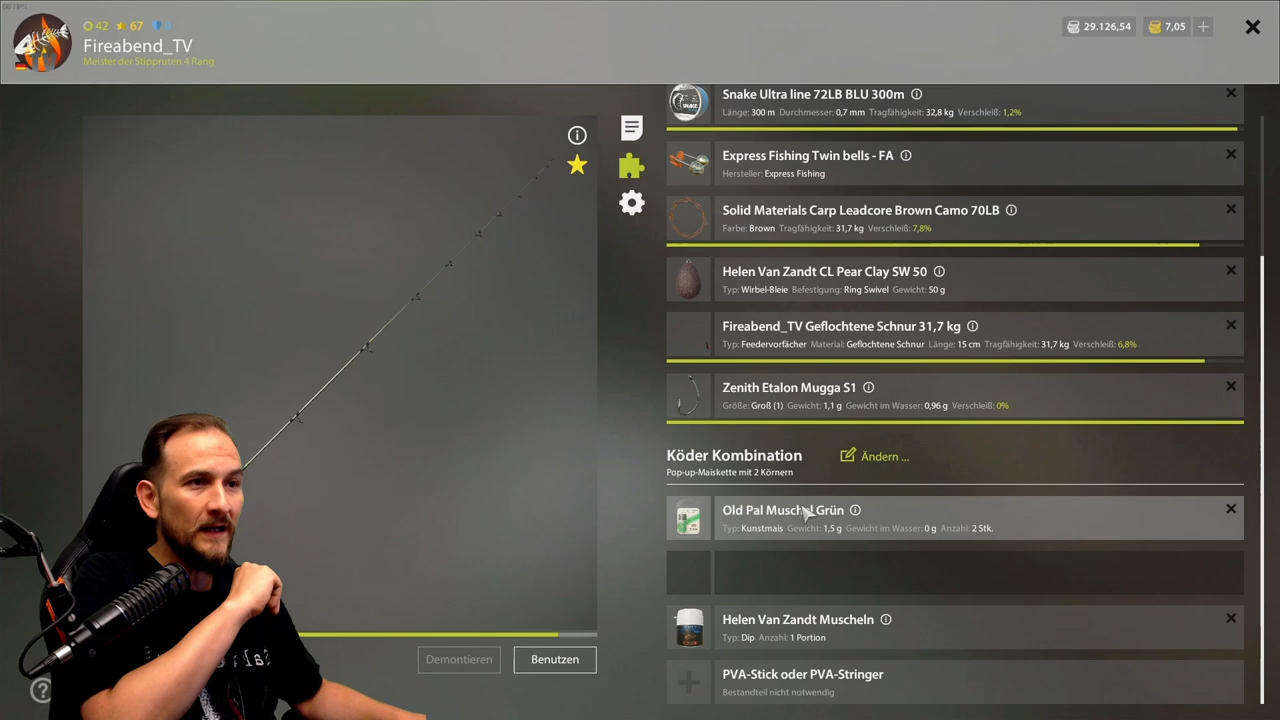 42 67
Fireabend_TV
Meister der Stippruten 4 Rang
29.126,54
7,05
Snake Ultra line 72LB BLU 300m
Länge: 300 m Durchmesser: 0,7 mm Tragfähigkeit: 32,8 kg Verschleiß: 1,2%
Express Fishing Twin bells - FA
Hersteller: Express Fishing
Solid Materials Carp Leadcore Brown Camo 70LB
Farbe: Brown Tragfähigkeit: 31,7 kg Verschleiß: 7,8%
Helen Van Zandt CL Pear Clay SW 50
Typ: Wirbel-Bleie Befestigung: Ring Swivel Gewicht: 50 g
Fireabend_TV Geflochtene Schnur 31,7 kg
Typ: Feedervorfächer Material: Geflochtene Schnur Länge: 15 cm Tragfähigkeit: 31,7 kg Verschleiß: 6,8%
Zenith Etalon Mugga S1
Größe: Groß (1) Gewicht: 1,1 g Gewicht im Wasser: 0,96 g Verschleiß: 0%
Köder Kombination
Ändern ...
Pop-up-Maiskette mit 2 Körnern
Old Pal Muschel Grün
Typ: Kunstmais Gewicht: 1,5 g Gewicht im Wasser: 0 g Anzahl: 2 Stk.
Helen Van Zandt Muscheln
Typ: Dip Anzahl: 1 Portion
PVA-Stick oder PVA-Stringer
Bestandteil nicht notwendig
Demontieren
Benutzen